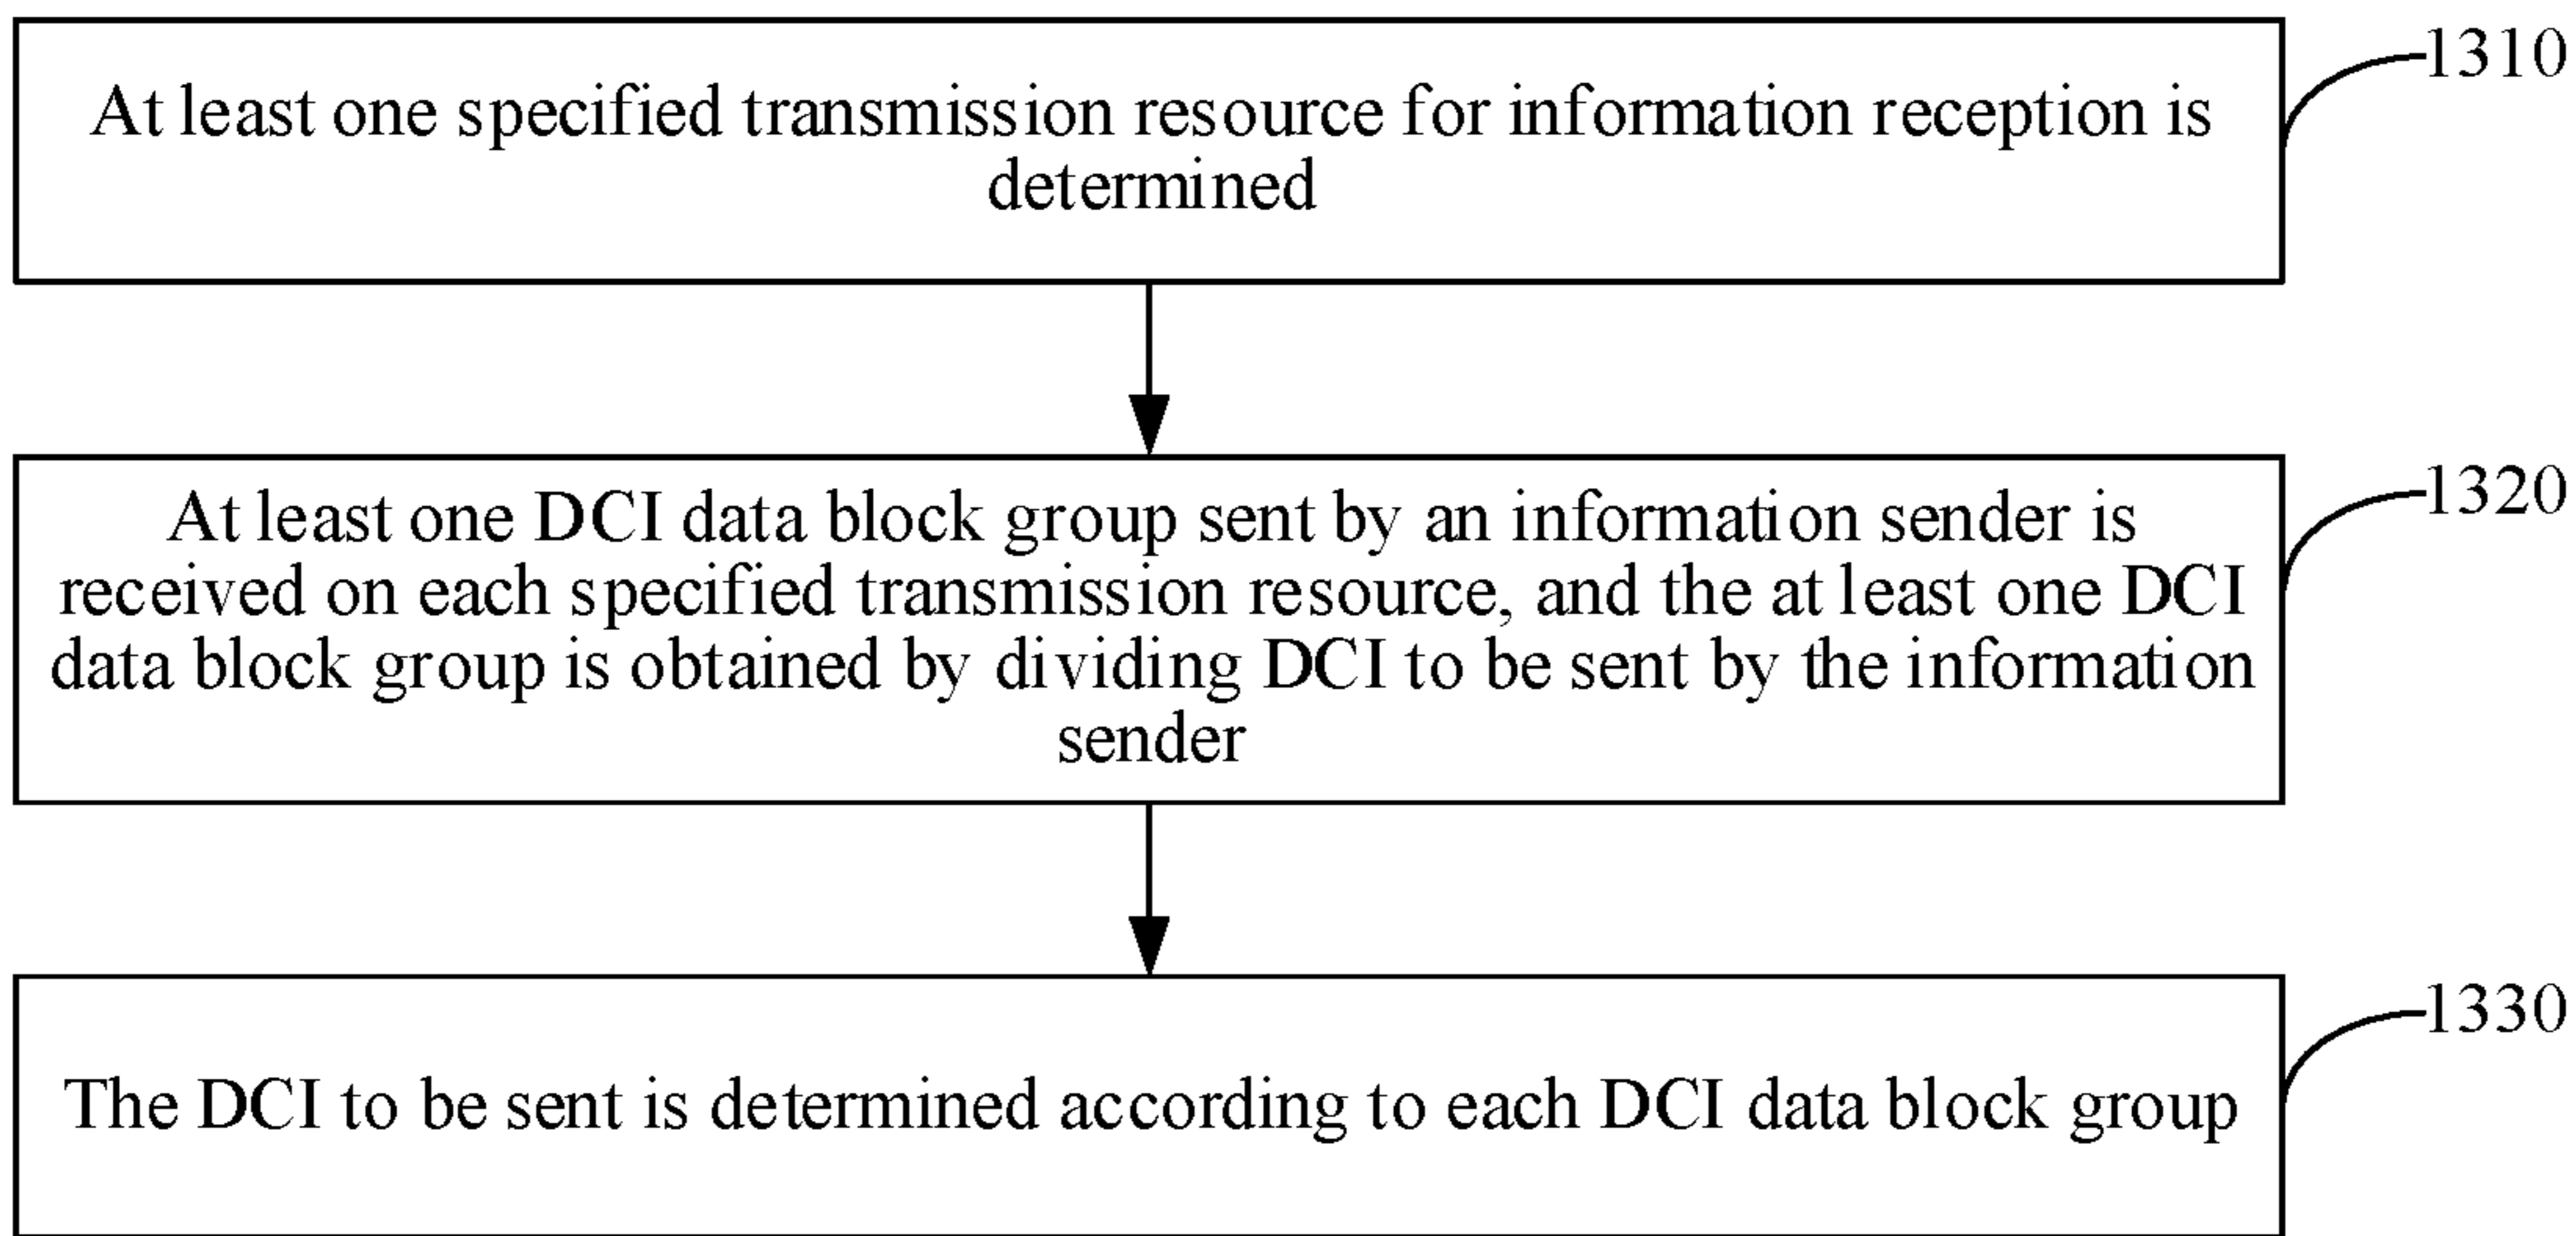 At least one specified transmission resource for information reception is
determined
1310
At least one DCI data block group sent by an information sender is
received on each specified transmission resource, and the at least one DCI
data block group is obtained by dividing DCI to be sent by the information
sender
1320
The DCI to be sent is determined according to each DCI data block group
1330